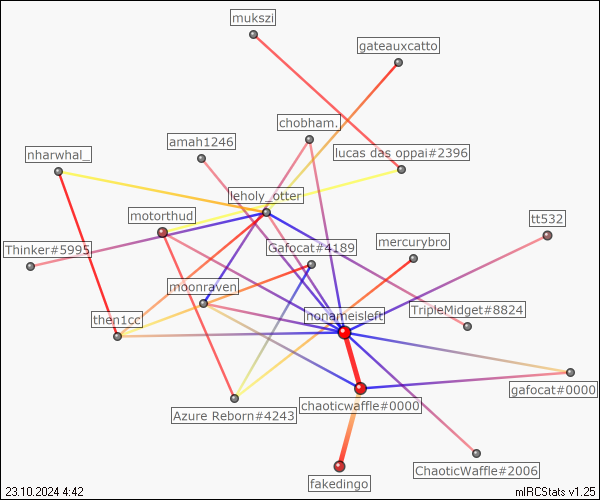 mukszi
gateauxcatto
chobham.
amah1246
lucas das oppai#2396
nharwhal_
leholy_otter
motorthud
tt532
mercurybro
Gafocat#4189
Thinker#5995
moonraven
TripleMidget#8824
nonameisleft
then1cc
gafocat#0000
chaoticwaffle#0000
Azure Reborn#4243
ChaoticWaffle#2006
fakedingo
23.10.2024 4:42
mIRCStats v1.25